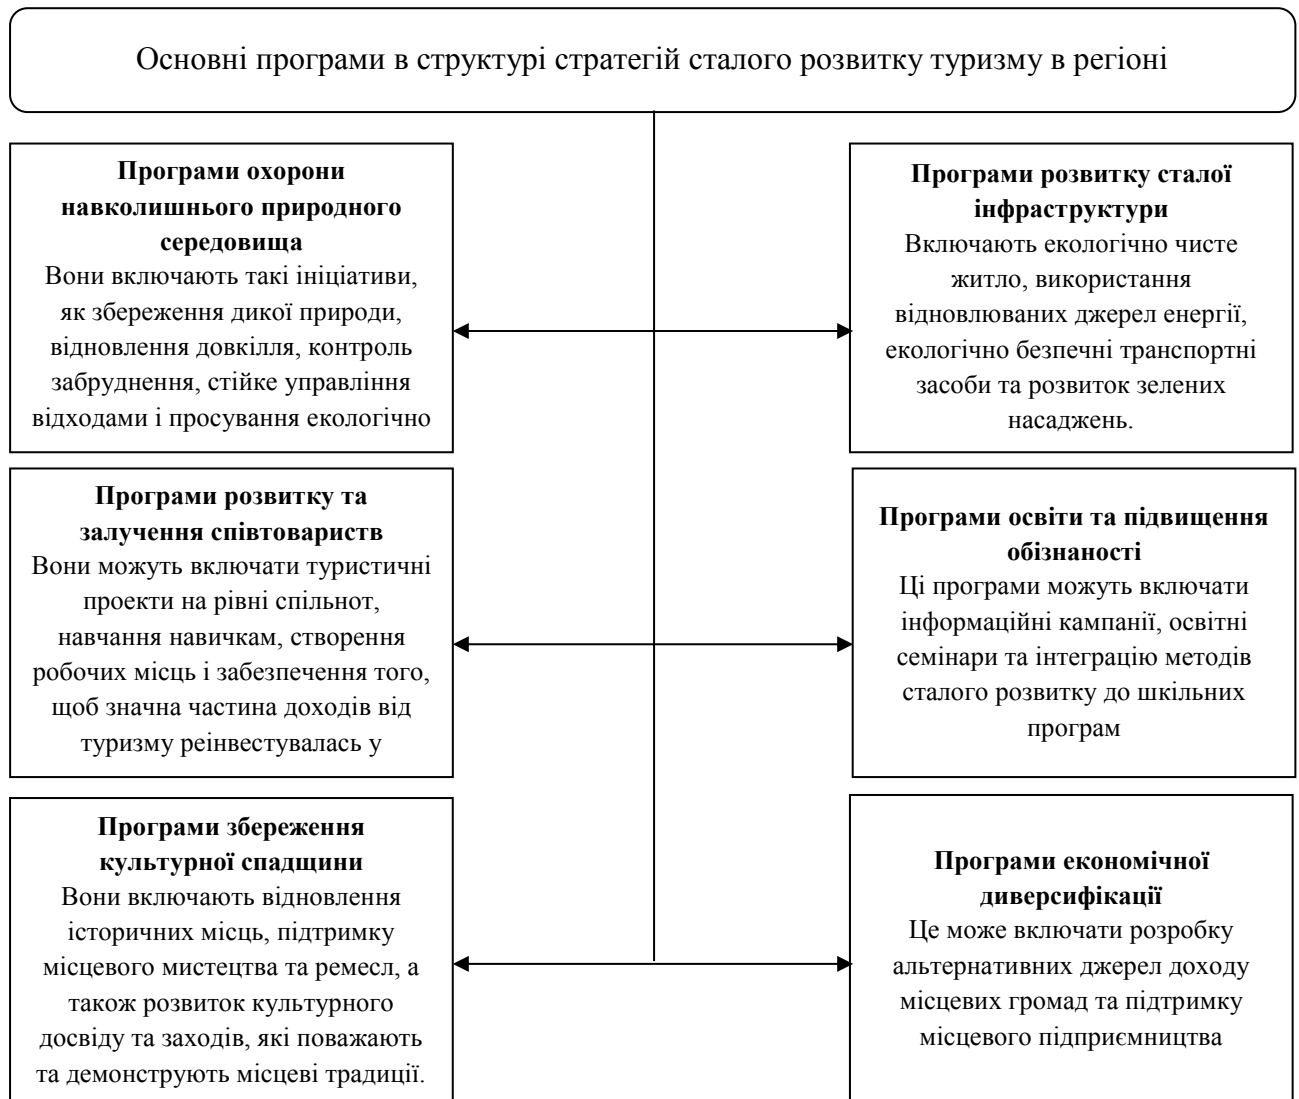 Основні програми в структурі стратегій сталого розвитку туризму в регіоні
Програми охорони
навколишнього природного
середовища
Вони включають такі ініціативи,
як збереження дикої природи,
відновлення довкілля, контроль
забруднення, стійке управління
відходами і просування екологічно
Програми розвитку сталої
інфраструктури
Включають екологічно чисте
житло, використання
відновлюваних джерел енергії,
екологічно безпечні транспортні
засоби та розвиток зелених
насаджень.
Програми розвитку та
залучення співтовариств
Вони можуть включати туристичні
проекти на рівні спільнот,
навчання навичкам, створення
робочих місць і забезпечення того,
щоб значна частина доходів від
туризму реінвестувалась у
Програми освіти та підвищення
обізнаності
Ці програми можуть включати
інформаційні кампанії, освітні
семінари та інтеграцію методів
сталого розвитку до шкільних
програм
Програми збереження
культурної спадщини
Вони включають відновлення
історичних місць, підтримку
місцевого мистецтва та ремесл, а
також розвиток культурного
досвіду та заходів, які поважають
та демонструють місцеві традиції.
Програми економічної
диверсифікації
Це може включати розробку
альтернативних джерел доходу
місцевих громад та підтримку
місцевого підприємництва